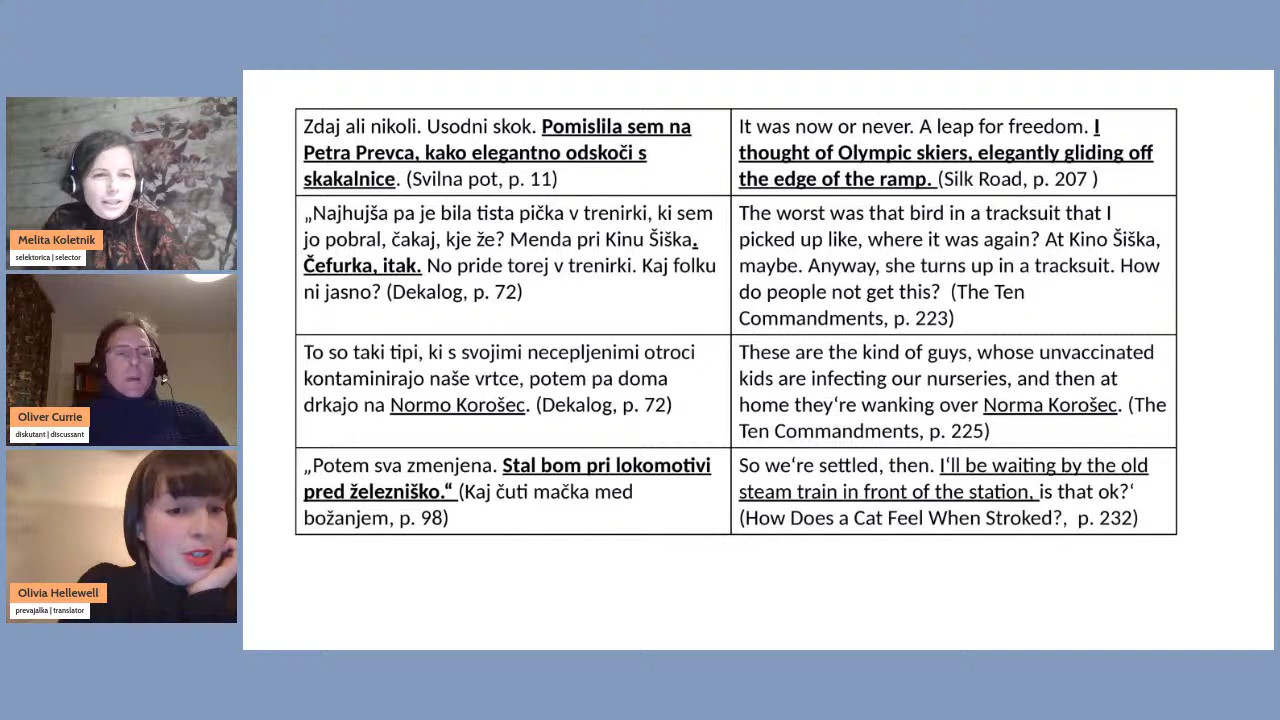 Melita Koletnik
selektorica | selector
Oliver Currie
diskutant | discussant
Olivia Hellewell
prevajalka | translator
Zdaj ali nikoli. Usodni skok. Pomislila sem na
Petra Prevca, kako elegantno odskoči s
skakalnice. (Svilna pot, p. 11)
It was now or never. A leap for freedom. I
thought of Olympic skiers, elegantly gliding off
the edge of the ramp. (Silk Road, p. 207 )
„Najhujša pa je bila tista pička v trenirki, ki sem
jo pobral, čakaj, kje že? Menda pri Kinu Šiška.
Čefurka, itak. No pride torej v trenirki. Kaj folku
ni jasno? (Dekalog, p. 72)
The worst was that bird in a tracksuit that I
picked up like, where it was again? At Kino Šiška,
maybe. Anyway, she turns up in a tracksuit. How
do people not get this?  (The Ten
Commandments, p. 223)
To so taki tipi, ki s svojimi necepljenimi otroci
kontaminirajo naše vrtce, potem pa doma
drkajo na Normo Korošec. (Dekalog, p. 72)
These are the kind of guys, whose unvaccinated
kids are infecting our nurseries, and then at
home they‘re wanking over Norma Korošec. (The
Ten Commandments, p. 225)
„Potem sva zmenjena. Stal bom pri lokomotivi
pred železniško.“ (Kaj čuti mačka med
božanjem, p. 98)
So we‘re settled, then. I‘ll be waiting by the old
steam train in front of the station, is that ok?‘
(How Does a Cat Feel When Stroked?,  p. 232)